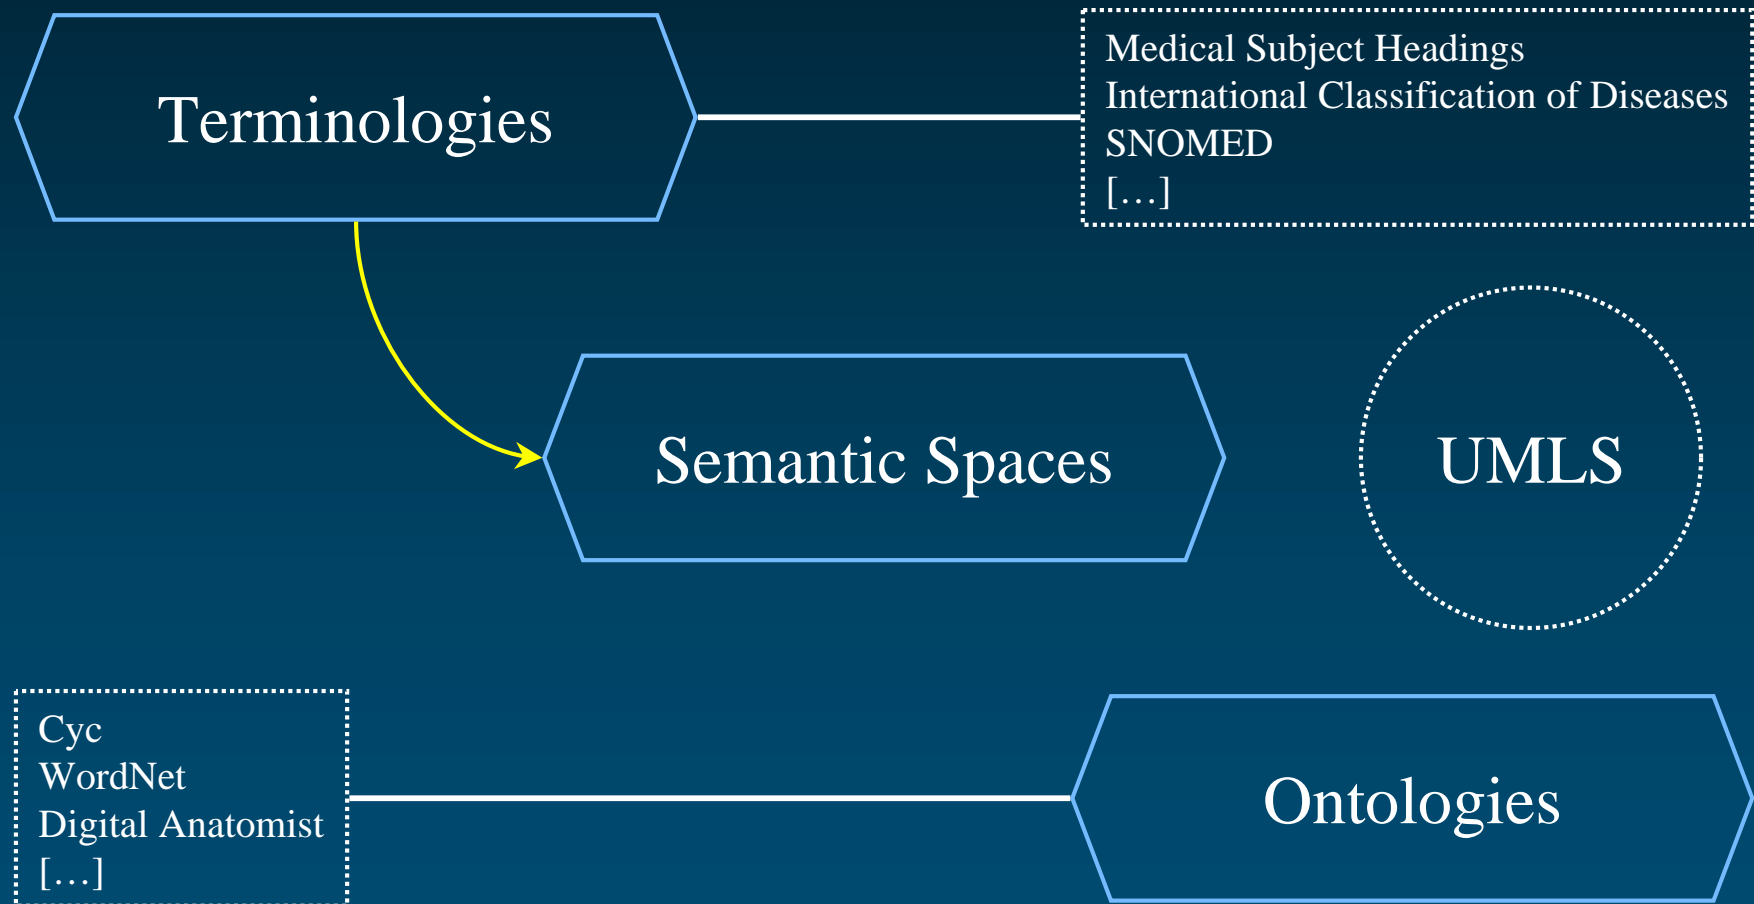 Terminologies
Medical Subject Headings
International Classification of Diseases
SNOMED
[…]
Semantic Spaces
UMLS
Cyc
WordNet
Digital Anatomist
[…]
Ontologies